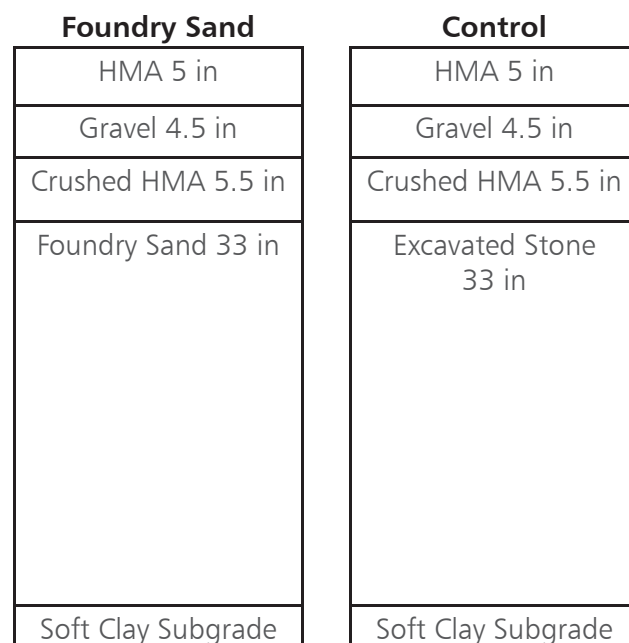 Foundry Sand
HMA 5 in
Gravel 4.5 in
Crushed HMA 5.5 in
Foundry Sand 33 in
Soft Clay Subgrade
Control
HMA 5 in
Gravel 4.5 in
Crushed HMA 5.5 in
Excavated Stone
33 in
Soft Clay Subgrade